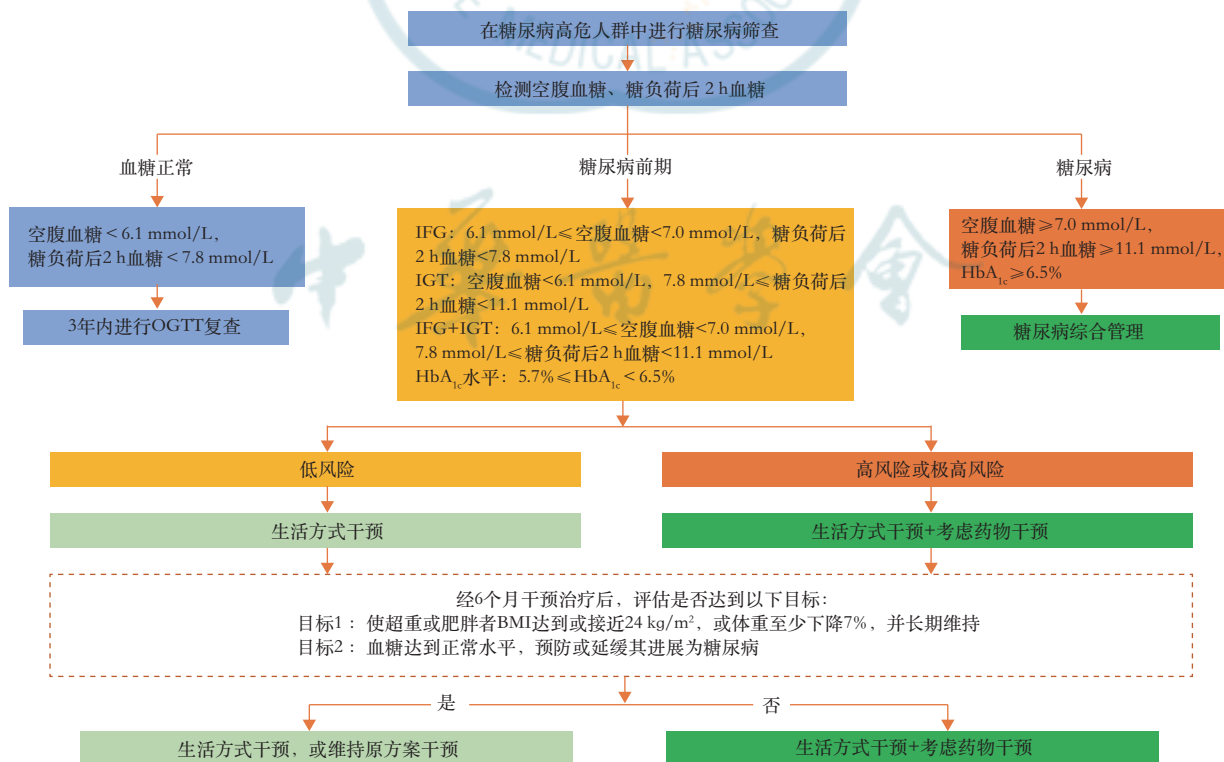 在糖尿病高危人群中进行糖尿病筛查
E MEDICAL ASSOC
检测空腹血糖、糖负荷后 2 h血糖
血糖正常
糖尿病前期
糖尿病
空腹血糖＜6.1 mmol/L，
糖负荷后2 h血糖＜7.8 mmol/L
3年内进行OGTT复查
IFG：6.1 mmol/L≤空腹血糖<7.0 mmol/L，糖负荷后
2 h血糖<7.8 mmol/L
IGT：空腹血糖<6.1 mmol/L，7.8 mmol/L≤糖负荷后
2 h血糖<11.1 mmol/L
IFG+IGT：6.1 mmol/L≤空腹血糖<7.0 mmol/L，
7.8 mmol/L≤糖负荷后2 h血糖<11.1 mmol/L
HbA1c水平：5.7%≤HbA1c＜6.5%
空腹血糖≥7.0 mmol/L，
糖负荷后2 h血糖≥11.1 mmol/L，
HbA1c≥6.5%
糖尿病综合管理
中華醫學會
低风险
高风险或极高风险
生活方式干预
生活方式干预+考虑药物干预
经6个月干预治疗后，评估是否达到以下目标：
目标1：使超重或肥胖者BMI达到或接近24 kg/m²，或体重至少下降7%，并长期维持
目标2：血糖达到正常水平，预防或延缓其进展为糖尿病
是
否
生活方式干预，或维持原方案干预
生活方式干预+考虑药物干预